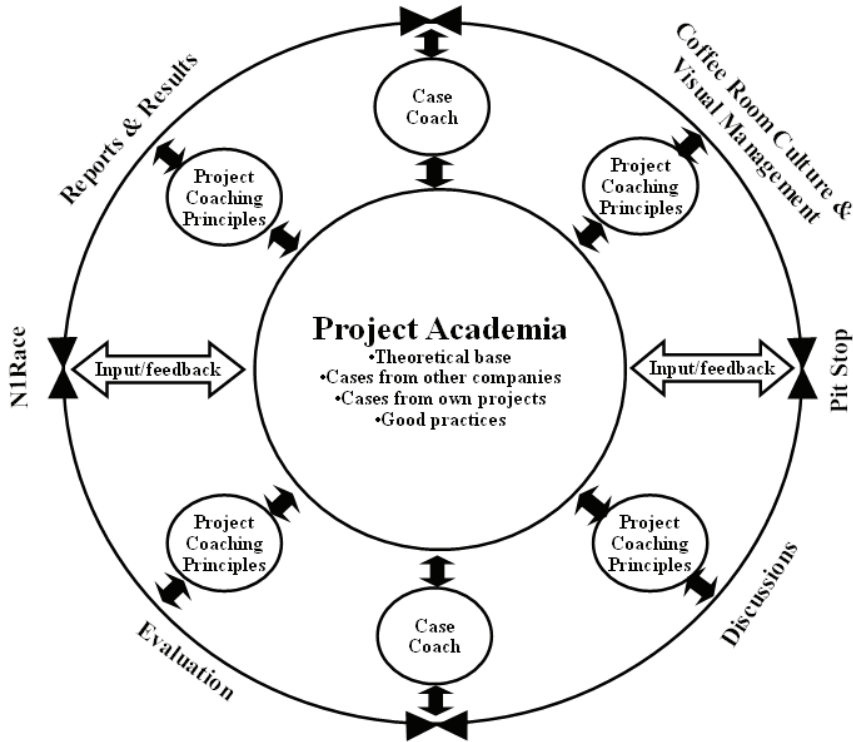 Case
Coach
Reports & Results
Coffee Room Culture &
Visual Management
Project
Coaching
Principles
Project
Coaching
Principles
Project Academia
•Theoretical base
•Cases from other companies
•Cases from own projects
•Good practices
N1Race
Input/feedback
Input/feedback
Pit Stop
Project
Coaching
Principles
Project
Coaching
Principles
Evaluation
Case
Coach
Discussions